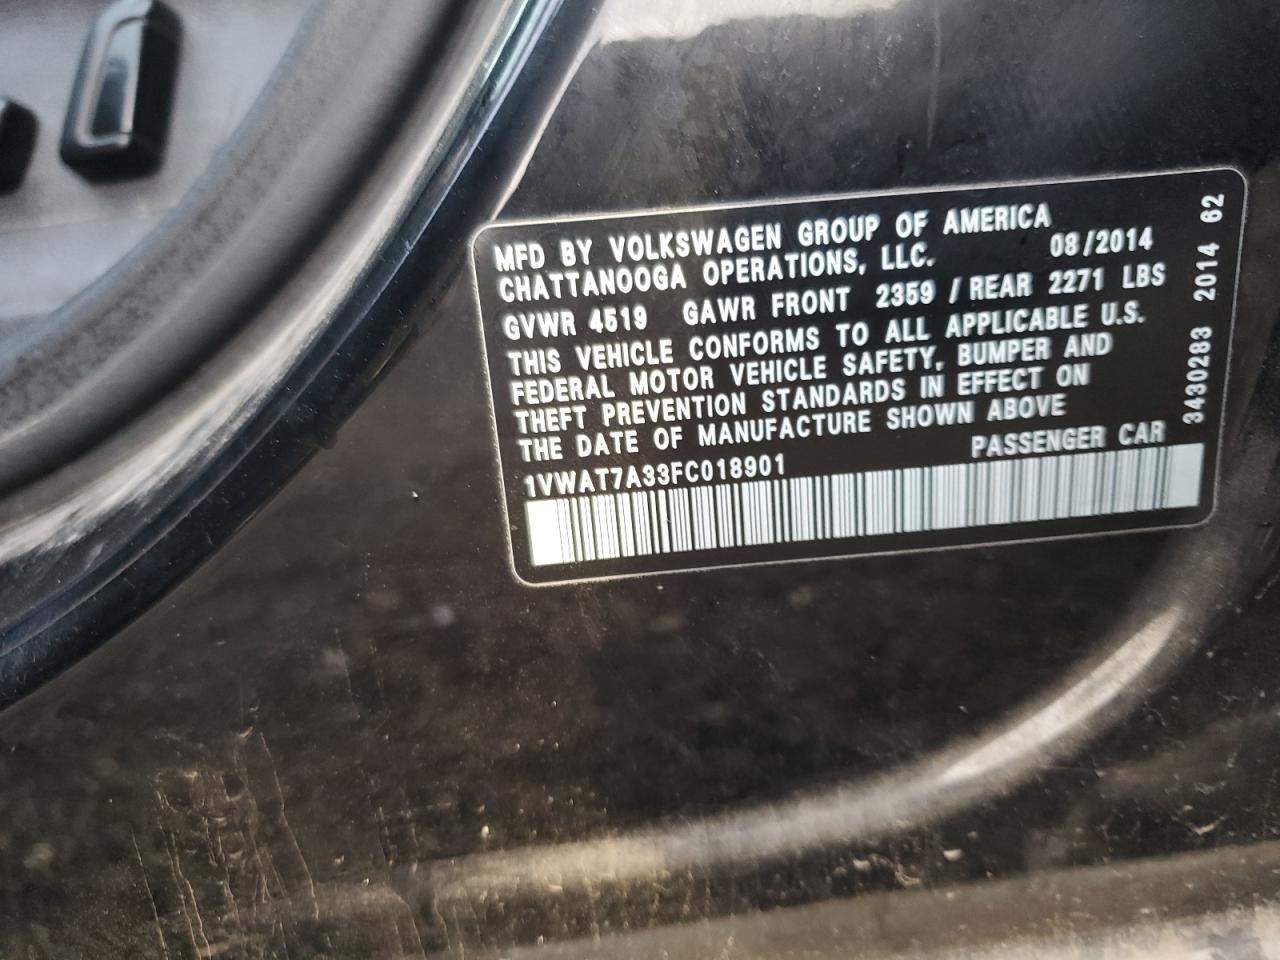 MFD BY VOLKSWAGEN GROUP OF AMERICA
CHATTANOOGA OPERATIONS, LLC. 08/2014
GVWR 4519 GAWR FRONT 2359 / REAR 2271 LBS
THIS VEHICLE CONFORMS TO ALL APPLICABLE U.S.
FEDERAL MOTOR VEHICLE SAFETY, BUMPER AND
THEFT PREVENTION STANDARDS IN EFFECT ON
THE DATE OF MANUFACTURE SHOWN ABOVE
1VWAT7A33FC018901 PASSENGER CAR
3430283 2014 62